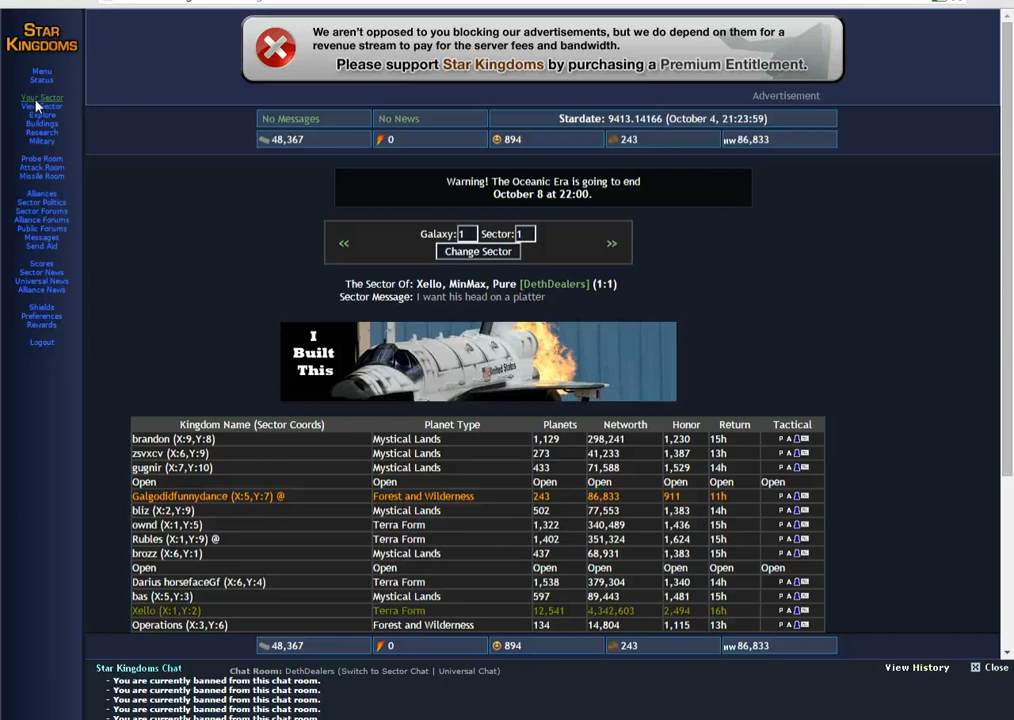 We aren't opposed to you blocking our advertisements, but we do depend on them for a
revenue stream to pay for the server fees and bandwidth.
Please support Star Kingdoms by purchasing a Premium Entitlement.
Advertisement
STAR
KINGDOMS
Menu
Status
Your Sector
View Sector
Explore
Buildings
Research
Military
Probe Room
Attack Room
Missile Room
Alliances
Sector Politics
Sector Forums
Alliance Forums
Public Forums
Messages
Send Aid
Scores
Sector News
Universal News
Alliance News
Shields
Preferences
Rewards
Logout
No Messages No News Stardate: 9413.14166 (October 4, 21:23:59)
48,367 0 894 243 NW 86,833
Warning! The Oceanic Era is going to end
October 8 at 22:00.
« Galaxy: 1 Sector: 1 »
Change Sector
The Sector Of: Xello, MinMax, Pure [DethDealers] (1:1)
Sector Message: I want his head on a platter
I
Built
This
United States
Kingdom Name (Sector Coords) Planet Type Planets Networth Honor Return Tactical
brandon (X:9,Y:8) Mystical Lands 1,129 298,241 1,230 15h P A
zsvxcv (X:6,Y:9) Mystical Lands 273 41,233 1,387 13h P A
gugnir (X:7,Y:10) Mystical Lands 433 71,588 1,529 14h P A
Open Open Open Open Open Open Open
Galgodidfunnydance (X:5,Y:7) @ Forest and Wilderness 243 86,833 911 11h P A
bliz (X:2,Y:9) Mystical Lands 502 77,553 1,383 14h P A
ownd (X:1,Y:5) Terra Form 1,322 340,489 1,436 15h P A
Rubles (X:1,Y:9) @ Terra Form 1,402 351,324 1,624 15h P A
brozz (X:6,Y:1) Mystical Lands 437 68,931 1,383 15h P A
Open Open Open Open Open Open Open
Darius horsefaceGf (X:6,Y:4) Terra Form 1,538 379,304 1,340 14h P A
bas (X:5,Y:3) Mystical Lands 597 89,443 1,481 15h P A
Xello (X:1,Y:2) Terra Form 12,541 4,342,603 2,494 16h P A
Operations (X:3,Y:6) Forest and Wilderness 134 14,804 1,115 13h P A
48,367 0 894 243 NW 86,833
Star Kingdoms Chat Chat Room: DethDealers (Switch to Sector Chat | Universal Chat) View History Close
- You are currently banned from this chat room.
- You are currently banned from this chat room.
- You are currently banned from this chat room.
- You are currently banned from this chat room.